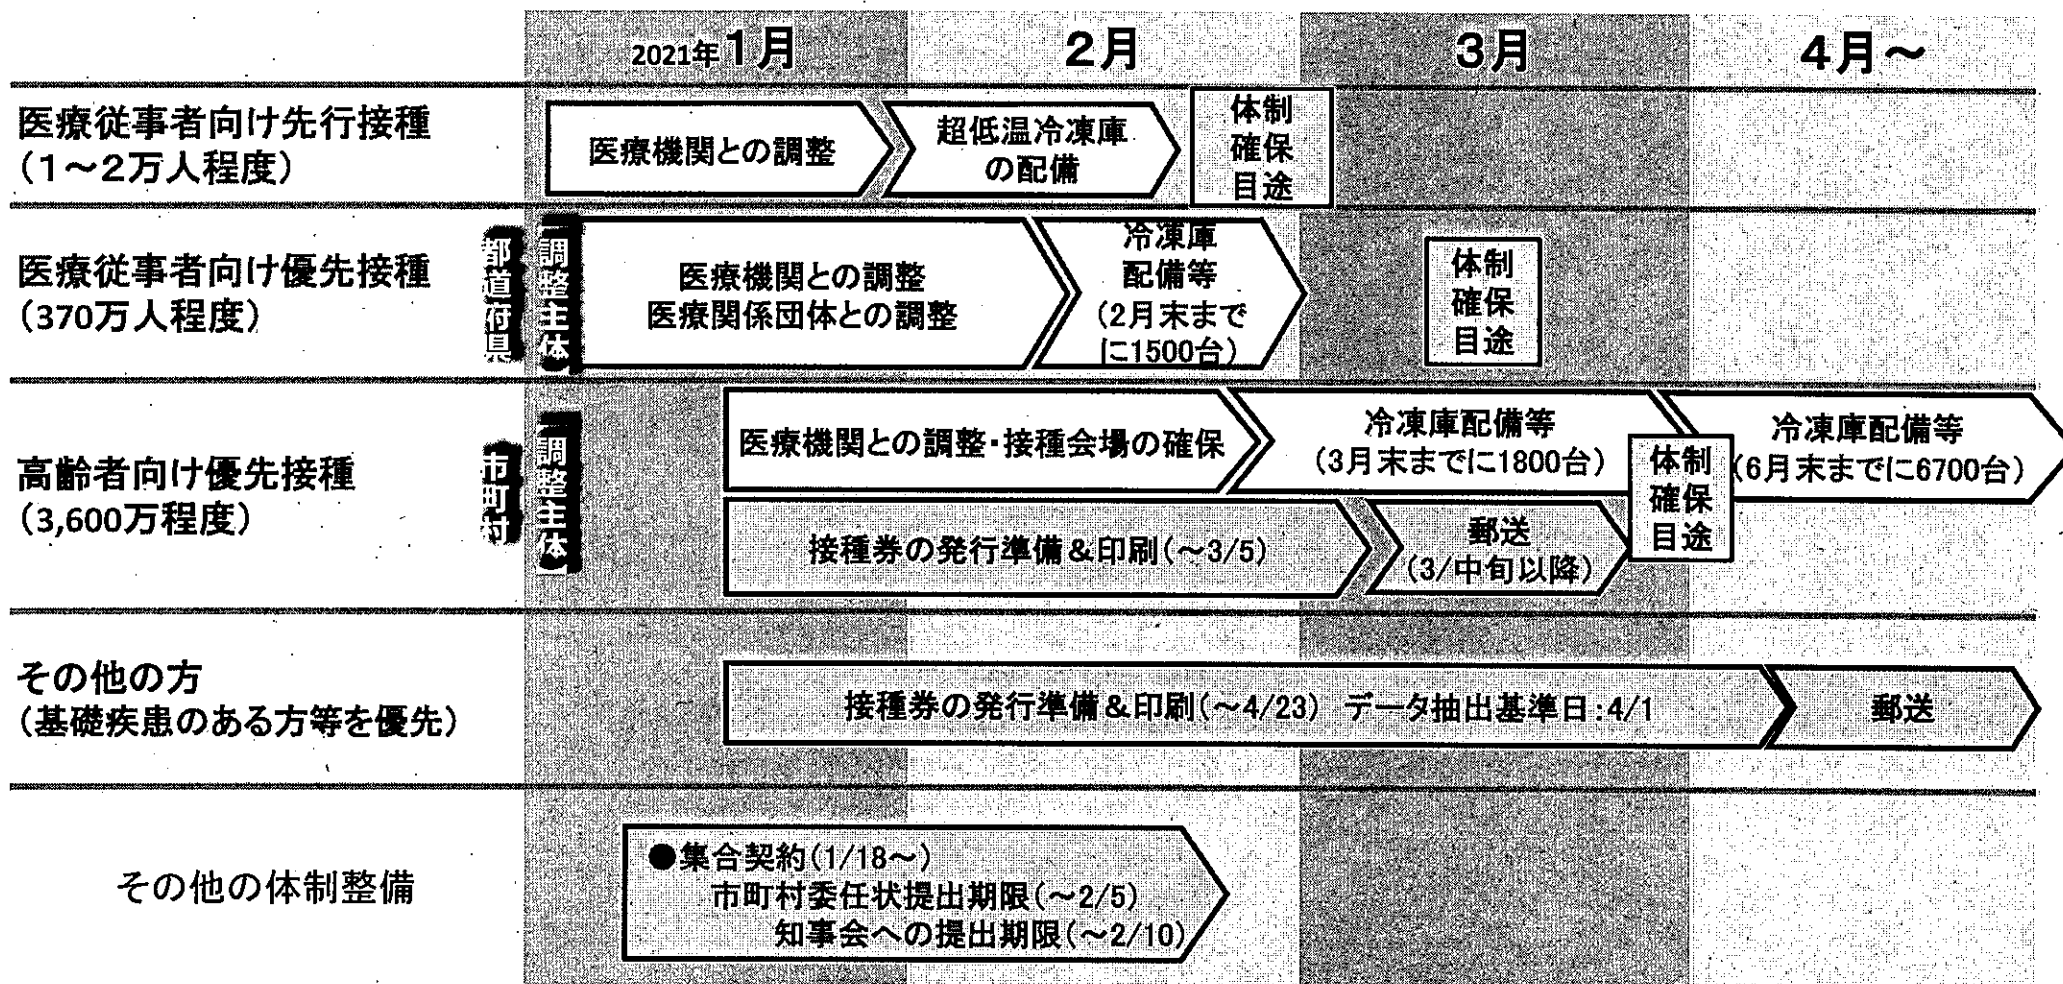 2021年1月
2月
3月
4月～
医療従事者向け先行接種
（1～2万人程度）
医療機関との調整
超低温冷凍庫
の配備
体制
確保
目途
医療従事者向け優先接種
（370万人程度）
都道府県
調整主体
医療機関との調整
医療関係団体との調整
冷凍庫
配備等
（2月末まで
に1500台）
体制
確保
目途
高齢者向け優先接種
（3,600万程度）
市町村
調整主体
医療機関との調整・接種会場の確保
冷凍庫配備等
（3月末までに1800台）
冷凍庫配備等
（6月末までに6700台）
体制
確保
目途
接種券の発行準備＆印刷（～3/5）
郵送
（3/中旬以降）
その他の方
（基礎疾患のある方等を優先）
接種券の発行準備＆印刷（～4/23） データ抽出基準日：4/1
郵送
その他の体制整備
●集合契約（1/18～）
市町村委任状提出期限（～2/5）
知事会への提出期限（～2/10）